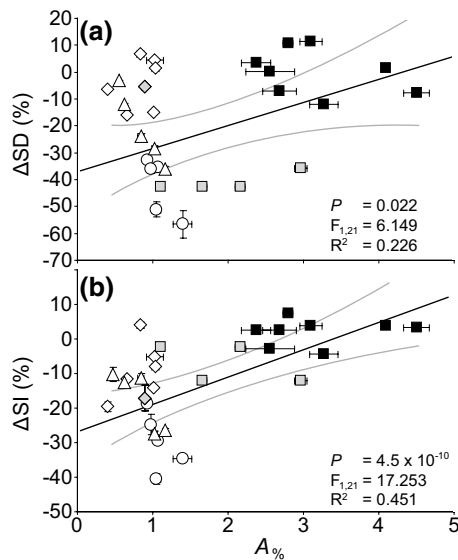 (a)
20
10
0
-10
-20
-30
-40
-50
-60
-70
ΔSD (%)
P = 0.022
F1,21 = 6.149
R² = 0.226
(b)
20
10
0
-10
-20
-30
-40
-50
ΔSI (%)
P = 4.5 x 10⁻¹⁰
F1,21 = 17.253
R² = 0.451
0 1 2 3 4 5
A%